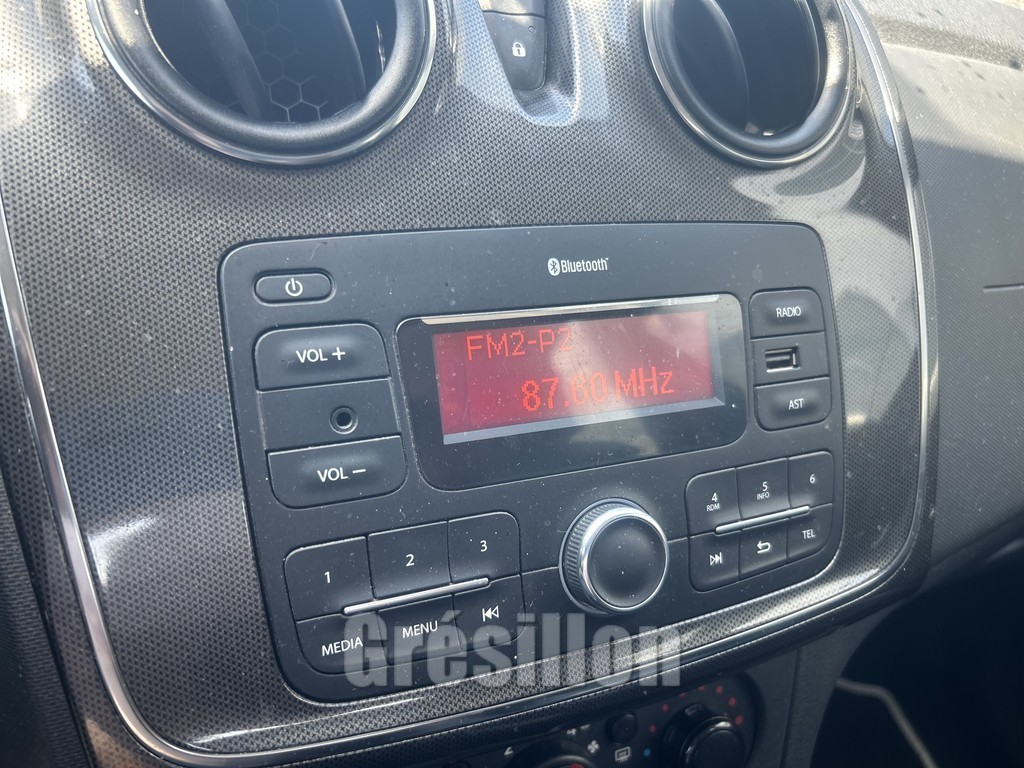 Bluetooth
VOL +
VOL −
FM2-P2
87.60 MHz
RADIO
AST
1
2
3
MEDIA
MENU
4
RDM
5
INFO
6
TEL
Grésillon